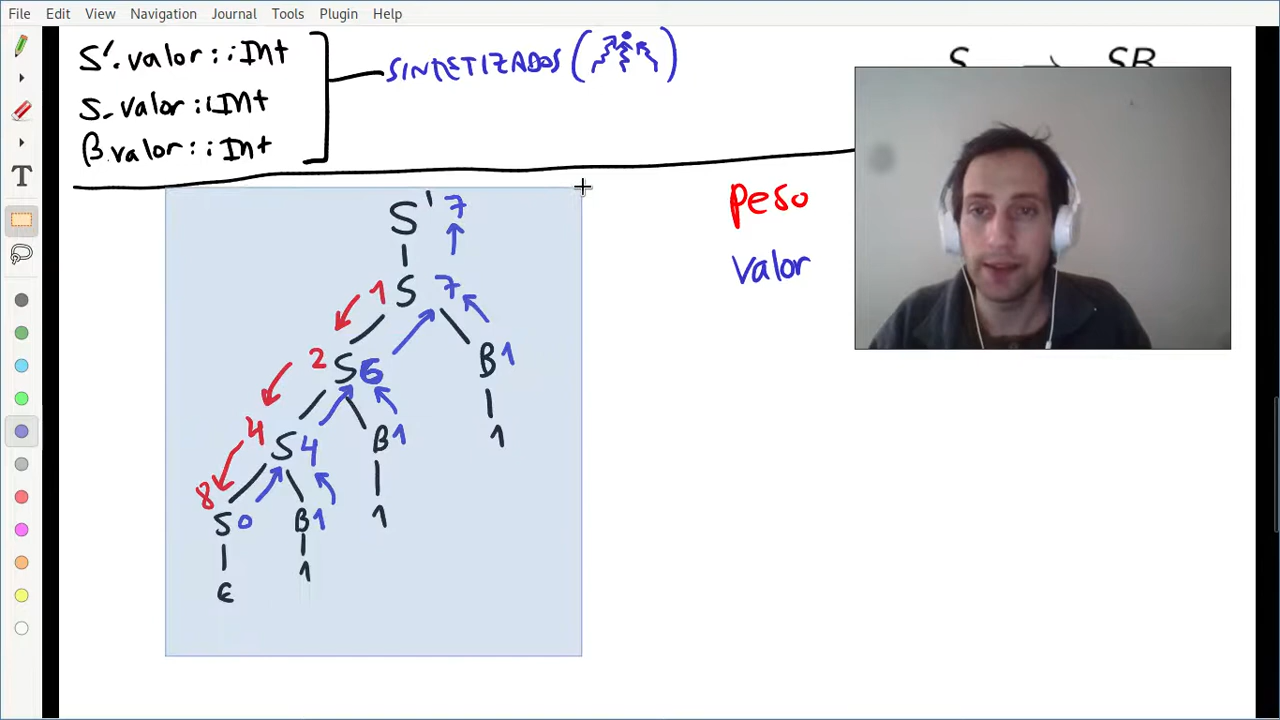 File Edit View Navigation Journal Tools Plugin Help
S'.valor::Int
S.valor::Int
B.valor::Int
SINTETIZADOS ( )
S → SB
peso
valor
S' 7
1 S 7
2 S 6 B 1
4 S 4 B 1 1
8 S 0 B 1 1
ε 1
T